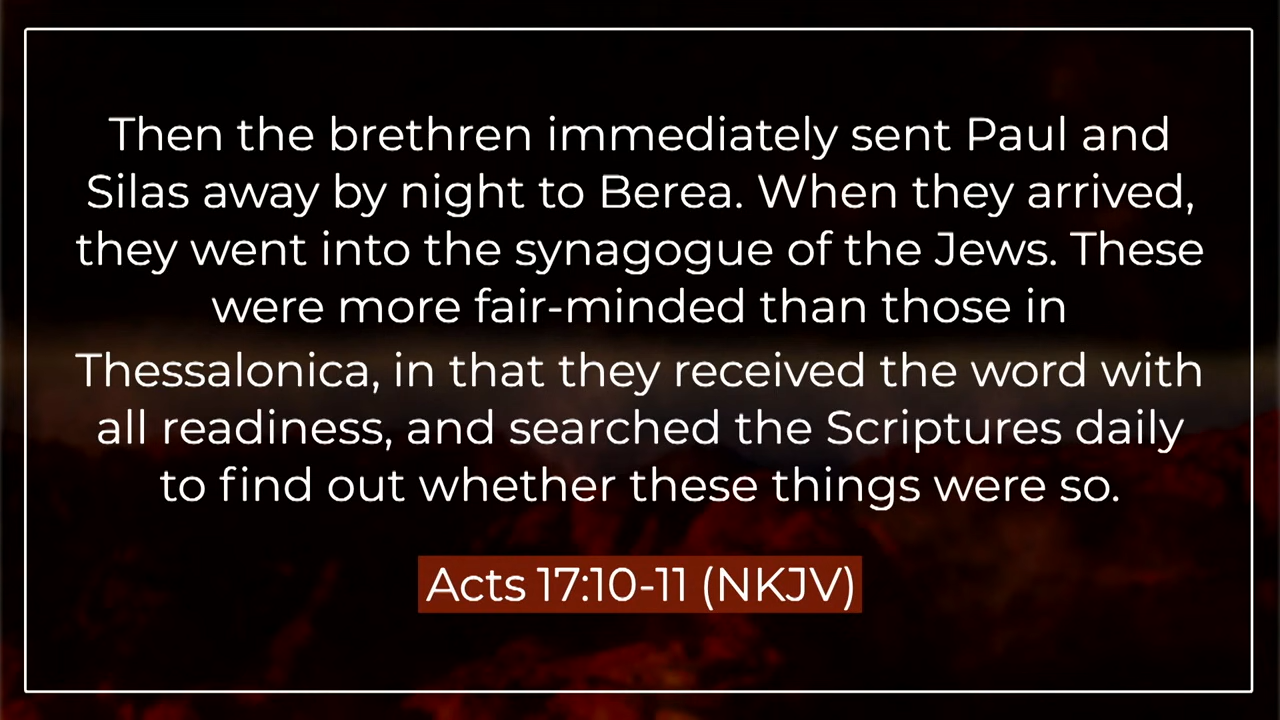 Then the brethren immediately sent Paul and
Silas away by night to Berea. When they arrived,
they went into the synagogue of the Jews. These
were more fair-minded than those in
Thessalonica, in that they received the word with
all readiness, and searched the Scriptures daily
to find out whether these things were so.
Acts 17:10-11 (NKJV)